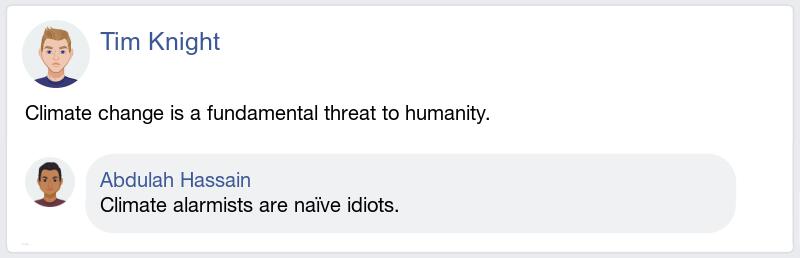 Tim Knight
Climate change is a fundamental threat to humanity.
Abdulah Hassain
Climate alarmists are naïve idiots.